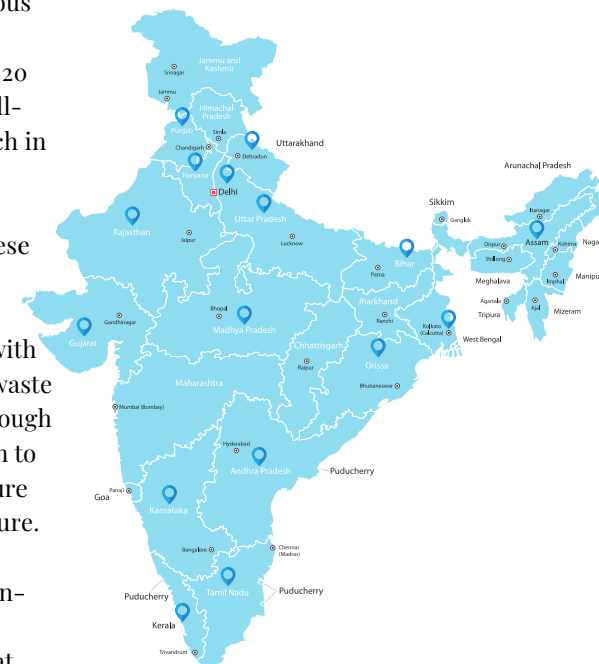 ous
20
ll-
ch in
ese
with
waste
ough
n to
ure
ure.
n-
at
Jammu and
Kashmir
Srinagar
Jammu
Himachal
Pradesh
Punjab
Simla
Chandigarh
Uttarakhand
Dehradun
Haryana
Delhi
Arunachal Pradesh
Sikkim
Uttar Pradesh
Rajasthan
Jaipur
Lucknow
Gangtok
Itanagar
Assam
Dispur
Kohima
Naga
Shillong
Bihar
Patna
Meghalaya
Imphal
Manipu
Jharkhand
Ranchi
Agartala
Tripura
Ajal
Mizeram
Gandhinagar
Bhopal
Madhya Pradesh
Gujarat
Kolkata
(Calcutta)
West Bengal
Chhattisgarh
Raipur
Orissa
Bhubaneswar
Maharashtra
Mumbai (Bombay)
Hyderabad
Andhra Pradesh
Puducherry
Panaji
Goa
Karnataka
Bangalore
Chennai
(Madras)
Puducherry
Tamil Nadu
Puducherry
Kerala
Trivandrum